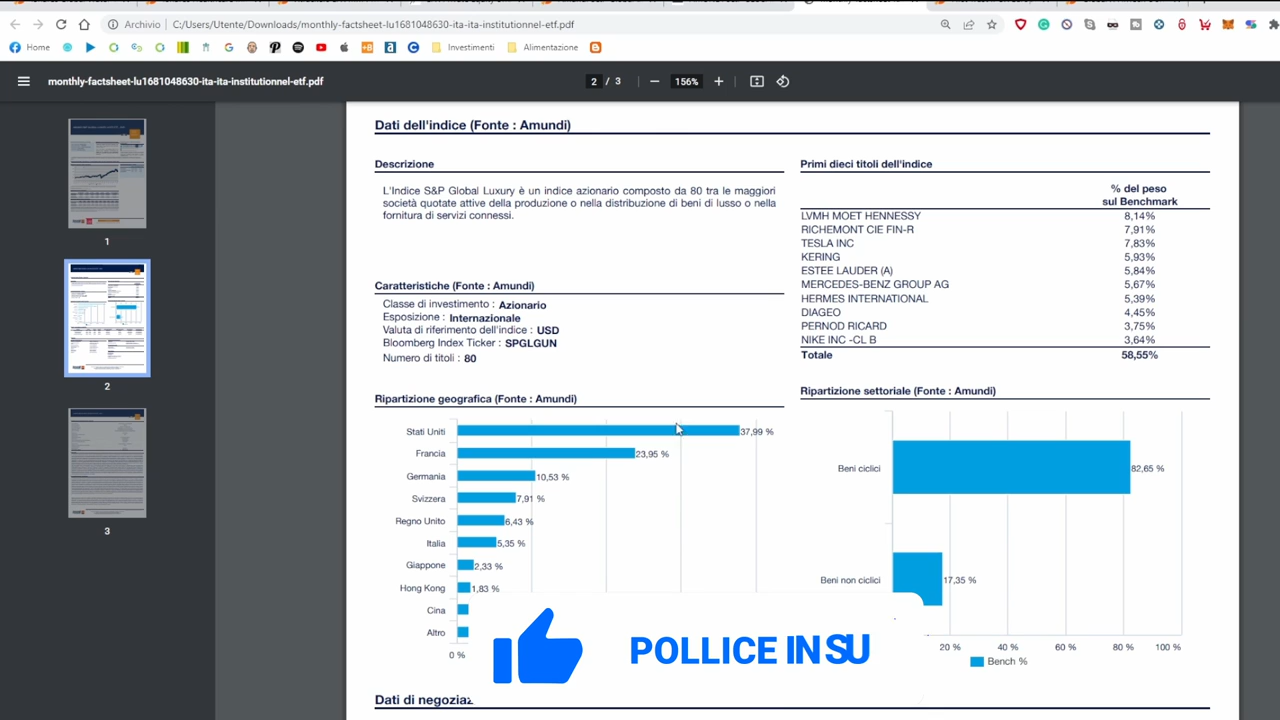 Archivio
C:/Users/Utente/Downloads/monthly-factsheet-lu1681048630-ita-ita-institutionnel-etf.pdf
Home
Investimenti
Alimentazione
monthly-factsheet-lu1681048630-ita-ita-institutionnel-etf.pdf
2 / 3
156%
1
2
3
Dati dell'indice (Fonte : Amundi)
Descrizione
L'Indice S&P Global Luxury è un indice azionario composto da 80 tra le maggiori
società quotate attive della produzione o nella distribuzione di beni di lusso o nella
fornitura di servizi connessi.
Caratteristiche (Fonte : Amundi)
Classe di investimento : Azionario
Esposizione : Internazionale
Valuta di riferimento dell'indice : USD
Bloomberg Index Ticker : SPGLGUN
Numero di titoli : 80
Primi dieci titoli dell'indice
% del peso
sul Benchmark
LVMH MOET HENNESSY 8,14%
RICHEMONT CIE FIN-R 7,91%
TESLA INC 7,83%
KERING 5,93%
ESTEE LAUDER (A) 5,84%
MERCEDES-BENZ GROUP AG 5,67%
HERMES INTERNATIONAL 5,39%
DIAGEO 4,45%
PERNOD RICARD 3,75%
NIKE INC -CL B 3,64%
Totale 58,55%
Ripartizione geografica (Fonte : Amundi)
Stati Uniti 37,99 %
Francia 23,95 %
Germania 10,53 %
Svizzera 7,91 %
Regno Unito 6,43 %
Italia 5,35 %
Giappone 2,33 %
Hong Kong 1,83 %
Cina
Altro
0 %
Ripartizione settoriale (Fonte : Amundi)
Beni ciclici 82,65 %
Beni non ciclici 17,35 %
20 % 40 % 60 % 80 % 100 %
Bench %
POLLICE IN SU
Dati di